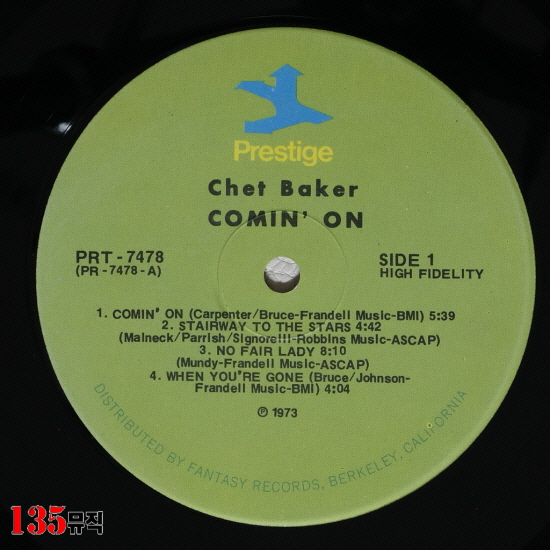 Prestige
Chet Baker
COMIN' ON
PRT - 7478
(PR - 7478 - A)
SIDE 1
HIGH FIDELITY
1. COMIN' ON (Carpenter/Bruce-Frandell Music-BMI) 5:39
2. STAIRWAY TO THE STARS 4:42
(Malneck/Parrish/Signorelli-Robbins Music-ASCAP)
3. NO FAIR LADY 8:10
(Mundy-Frandell Music-ASCAP)
4. WHEN YOU'RE GONE (Bruce/Johnson-
Frandell Music-BMI) 4:04
℗ 1973
DISTRIBUTED BY FANTASY RECORDS, BERKELEY, CALIFORNIA
135뮤직